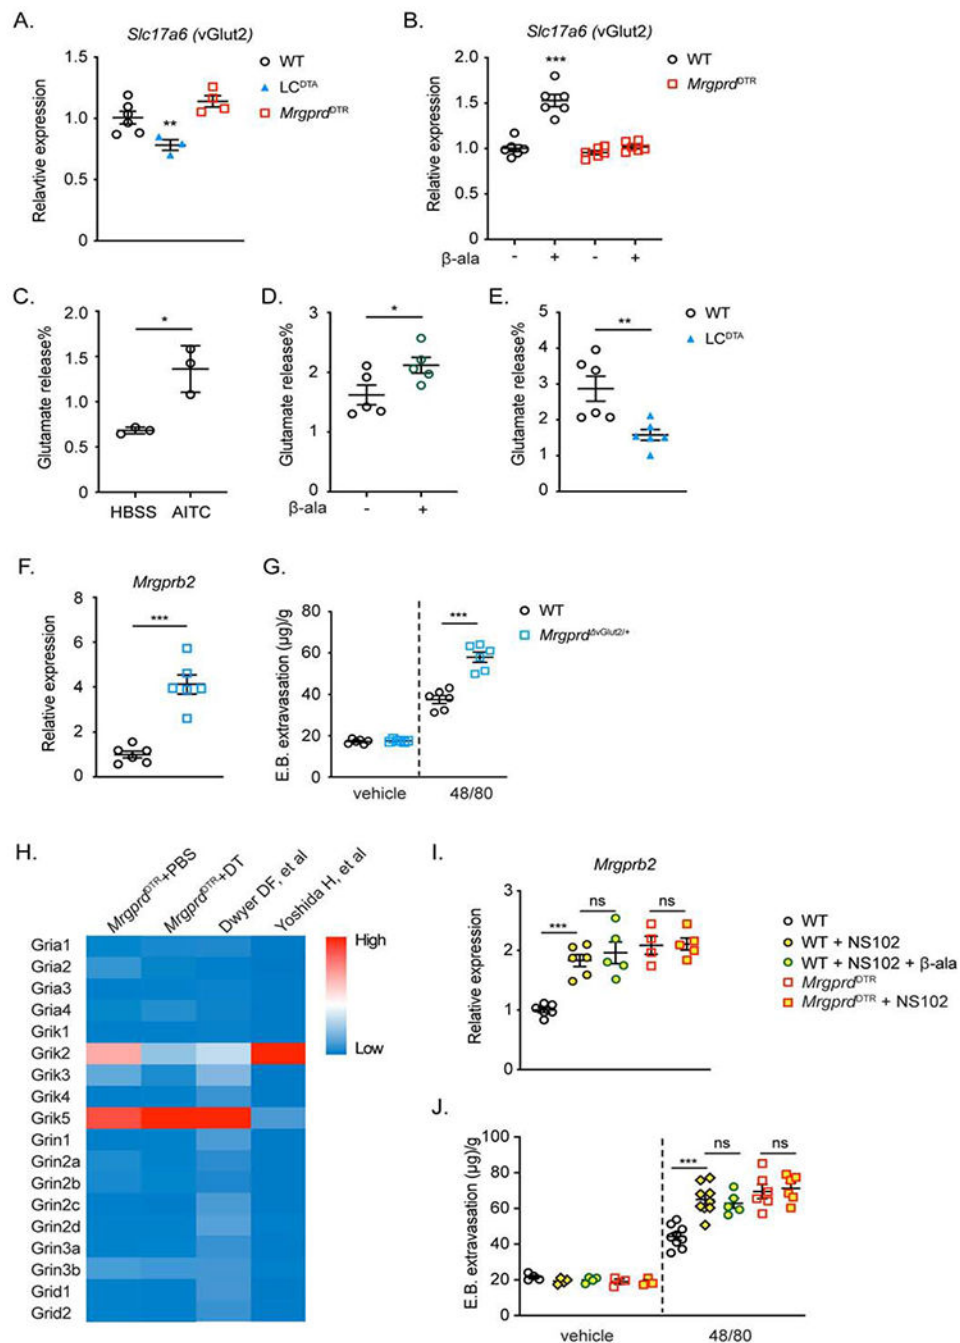 A.
Slc17a6 (vGlut2)
Relavtive expression
1.5
1.0
0.5
0
**
WT
LCDTA
MrgprdDTR
B.
Slc17a6 (vGlut2)
Relative expression
2.0
1.5
1.0
0.5
0
***
β-ala - + - +
WT
MrgprdDTR
C.
Glutamate release%
2.0
1.5
1.0
0.5
0
*
HBSS AITC
D.
Glutamate release%
3
2
1
0
*
β-ala - +
E.
Glutamate release%
5
4
3
2
1
0
**
WT
LCDTA
F.
Mrgprb2
Relative expression
8
6
4
2
0
***
G.
E.B. extravasation (µg)/g
80
60
40
20
0
***
vehicle 48/80
WT
MrgprdΔvGlut2/+
H.
MrgprdDTR+PBS
MrgprdDTR+DT
Dwyer DF, et al
Yoshida H, et al
Gria1
Gria2
Gria3
Gria4
Grik1
Grik2
Grik3
Grik4
Grik5
Grin1
Grin2a
Grin2b
Grin2c
Grin2d
Grin3a
Grin3b
Grid1
Grid2
High
Low
I.
Mrgprb2
Relative expression
3
2
1
0
***
ns
ns
WT
WT + NS102
WT + NS102 + β-ala
MrgprdDTR
MrgprdDTR + NS102
J.
E.B. extravasation (µg)/g
100
80
60
40
20
0
***
ns
ns
vehicle 48/80